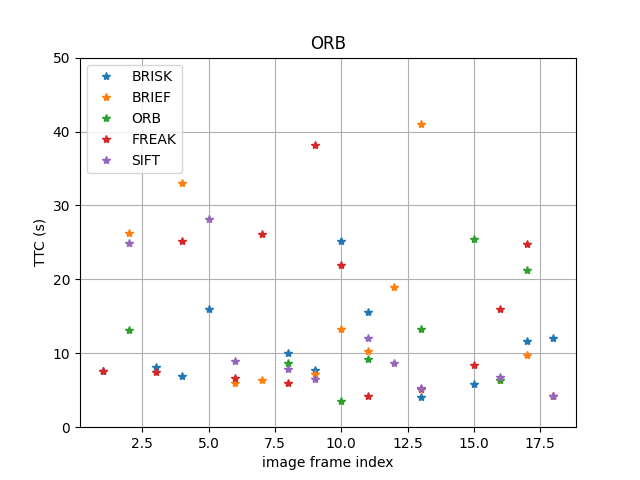 ORB
50
40
30
20
10
0
TTC (s)
BRISK
BRIEF
ORB
FREAK
SIFT
2.5 5.0 7.5 10.0 12.5 15.0 17.5
image frame index